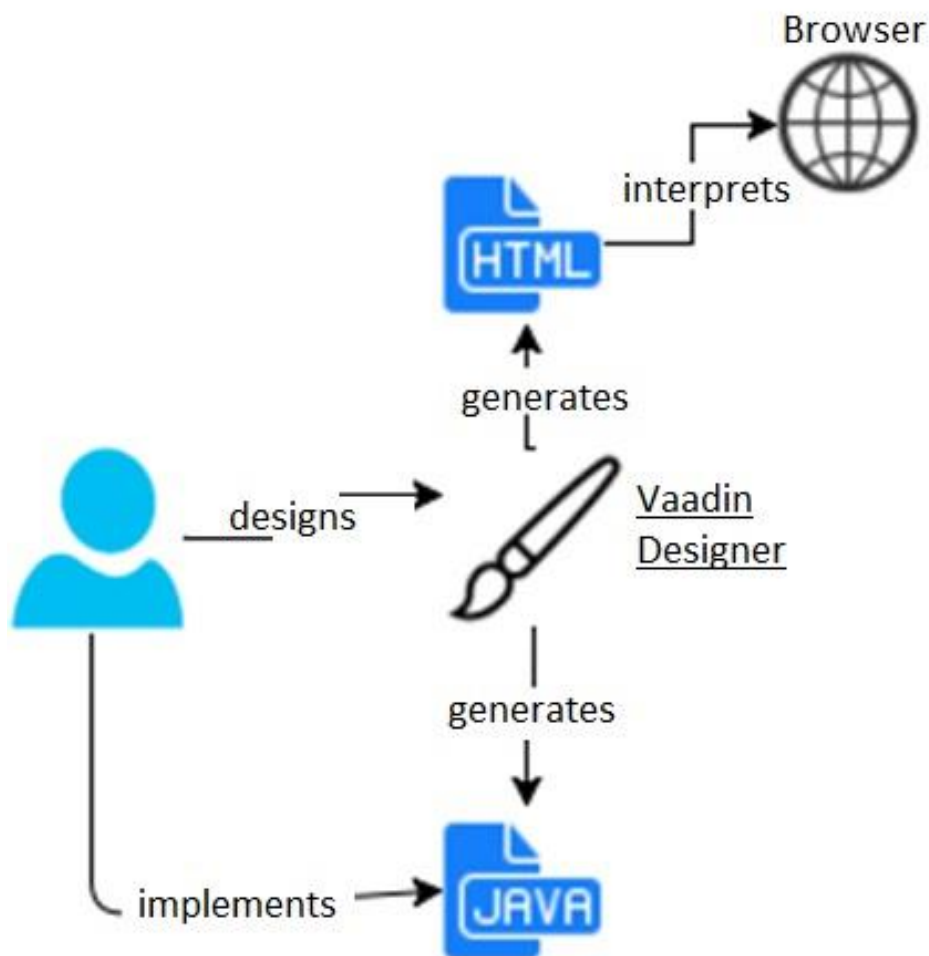 Browser
interprets
HTML
generates
designs
Vaadin
Designer
generates
implements
JAVA